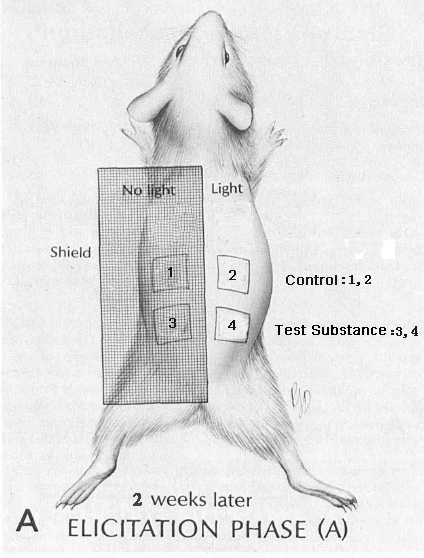 No light
Light
Shield
1
2
Control : 1, 2
3
4
Test Substance :3, 4
2 weeks later
A
ELICITATION PHASE (A)